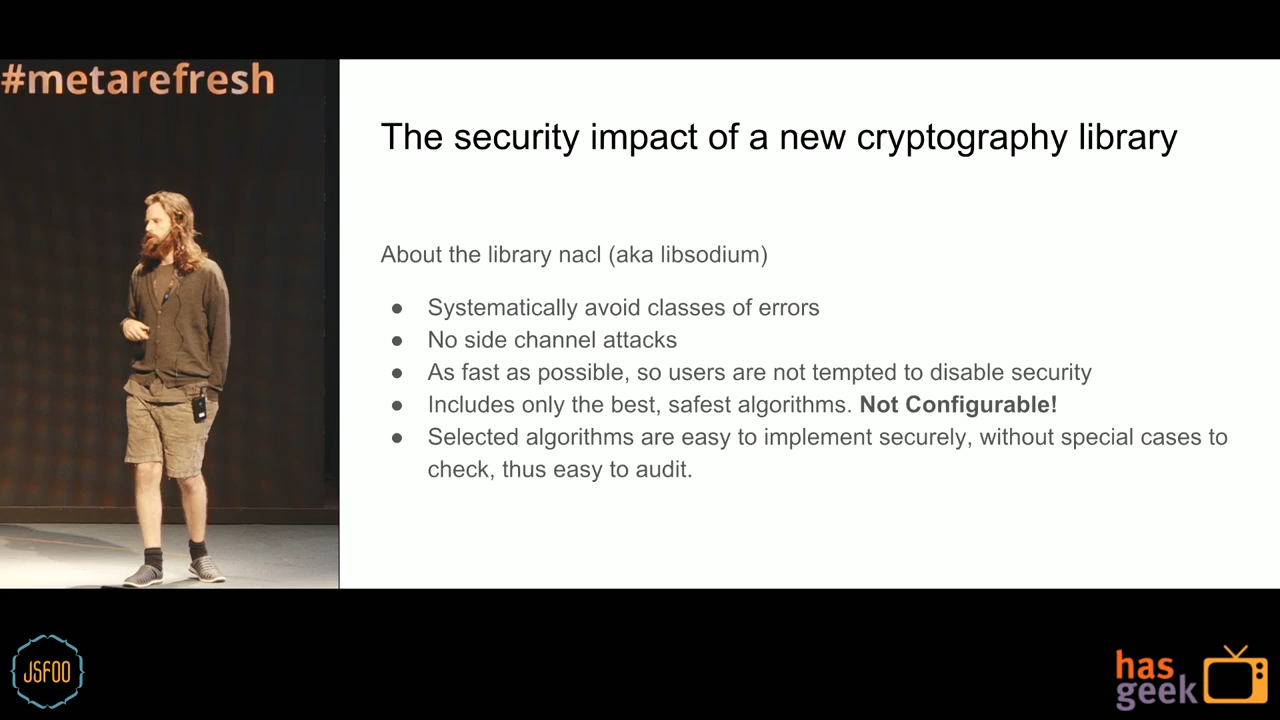 #metarefresh
The security impact of a new cryptography library
About the library nacl (aka libsodium)
● Systematically avoid classes of errors
● No side channel attacks
● As fast as possible, so users are not tempted to disable security
● Includes only the best, safest algorithms. Not Configurable!
● Selected algorithms are easy to implement securely, without special cases to
check, thus easy to audit.
JSFOO
has
geek